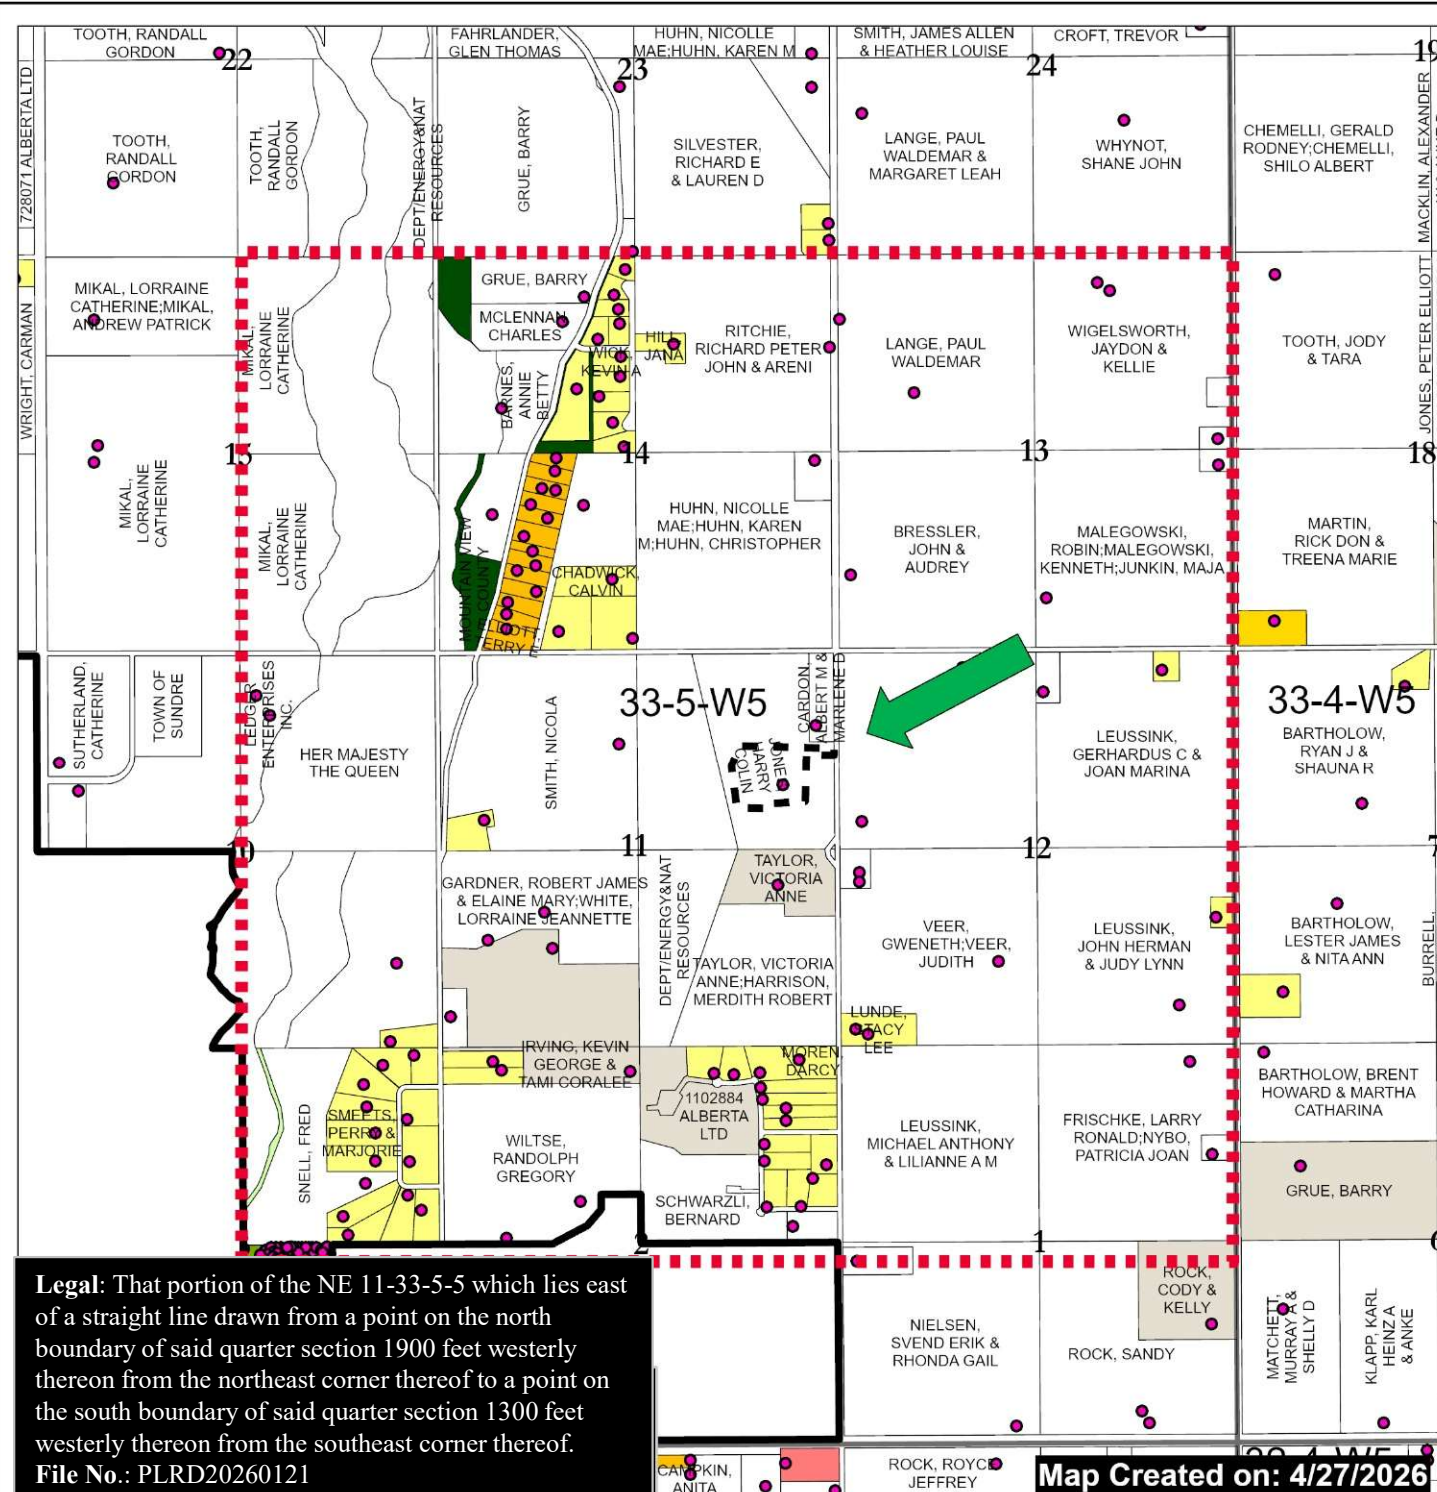 TOOTH, RANDALL
GORDON
22
FAHRLANDER,
GLEN THOMAS
23
HUHN, NICOLLE
MAE;HUHN, KAREN M
SMITH, JAMES ALLEN
& HEATHER LOUISE
24
CROFT, TREVOR
19
728071 ALBERTA LTD
TOOTH,
RANDALL
GORDON
TOOTH,
RANDALL
GORDON
DEPT/ENERGY&NAT
RESOURCES
GRUE, BARRY
SILVESTER,
RICHARD E
& LAUREN D
LANGE, PAUL
WALDEMAR &
MARGARET LEAH
WHYNOT,
SHANE JOHN
CHEMELLI, GERALD
RODNEY;CHEMELLI,
SHILO ALBERT
MACKLIN, ALEXANDER
WRIGHT, CARMAN
MIKAL, LORRAINE
CATHERINE;MIKAL,
ANDREW PATRICK
MIKAL,
LORRAINE
CATHERINE
GRUE, BARRY
MCLENNAN
CHARLES
BARNES,
ANNIE
BETTY
WICK,
KEVIN A
HILL,
JANA
RITCHIE,
RICHARD PETER
JOHN & ARENI
LANGE, PAUL
WALDEMAR
WIGELSWORTH,
JAYDON &
KELLIE
TOOTH, JODY
& TARA
JONES, PETER ELLIOTT
15
14
13
18
MIKAL,
LORRAINE
CATHERINE
MIKAL,
LORRAINE
CATHERINE
MOUNTAIN VIEW
COUNTY
ELLIOTT,
TERRY E
CHADWICK,
CALVIN
HUHN, NICOLLE
MAE;HUHN, KAREN
M;HUHN, CHRISTOPHER
BRESSLER,
JOHN &
AUDREY
MALEGOWSKI,
ROBIN;MALEGOWSKI,
KENNETH;JUNKIN, MAJA
MARTIN,
RICK DON &
TREENA MARIE
SUTHERLAND,
CATHERINE
TOWN OF
SUNDRE
LEDGER
ENTERPRISES
INC.
HER MAJESTY
THE QUEEN
SMITH, NICOLA
33-5-W5
CARDON,
ALBERT M &
MARLENE D
JONES,
HARRY
COLIN
LEUSSINK,
GERHARDUS C &
JOAN MARINA
33-4-W5
BARTHOLOW,
RYAN J &
SHAUNA R
10
11
12
7
GARDNER, ROBERT JAMES
& ELAINE MARY;WHITE,
LORRAINE JEANNETTE
DEPT/ENERGY&NAT
RESOURCES
TAYLOR,
VICTORIA
ANNE
TAYLOR, VICTORIA
ANNE;HARRISON,
MERDITH ROBERT
VEER,
GWENETH;VEER,
JUDITH
LEUSSINK,
JOHN HERMAN
& JUDY LYNN
BARTHOLOW,
LESTER JAMES
& NITA ANN
BURRELL,
LUNDE,
STACY
LEE
SNELL, FRED
SMEETS,
PERRY &
MARJORIE
IRVING, KEVIN
GEORGE &
TAMI CORALEE
WILTSE,
RANDOLPH
GREGORY
1102884
ALBERTA
LTD
MOREN,
DARCY
SCHWARZLI,
BERNARD
LEUSSINK,
MICHAEL ANTHONY
& LILIANNE A M
FRISCHKE, LARRY
RONALD;NYBO,
PATRICIA JOAN
BARTHOLOW, BRENT
HOWARD & MARTHA
CATHARINA
GRUE, BARRY
2
1
6
NIELSEN,
SVEND ERIK &
RHONDA GAIL
ROCK,
CODY &
KELLY
ROCK, SANDY
MATCHETT,
MURRAY A &
SHELLY D
KLAPP, KARL
HEINZ A
& ANKE
CAMPKIN,
ANITA
ROCK, ROYCE
JEFFREY
Legal: That portion of the NE 11-33-5-5 which lies east
of a straight line drawn from a point on the north
boundary of said quarter section 1900 feet westerly
thereon from the northeast corner thereof to a point on
the south boundary of said quarter section 1300 feet
westerly thereon from the southeast corner thereof.
File No.: PLRD20260121
Map Created on: 4/27/2026